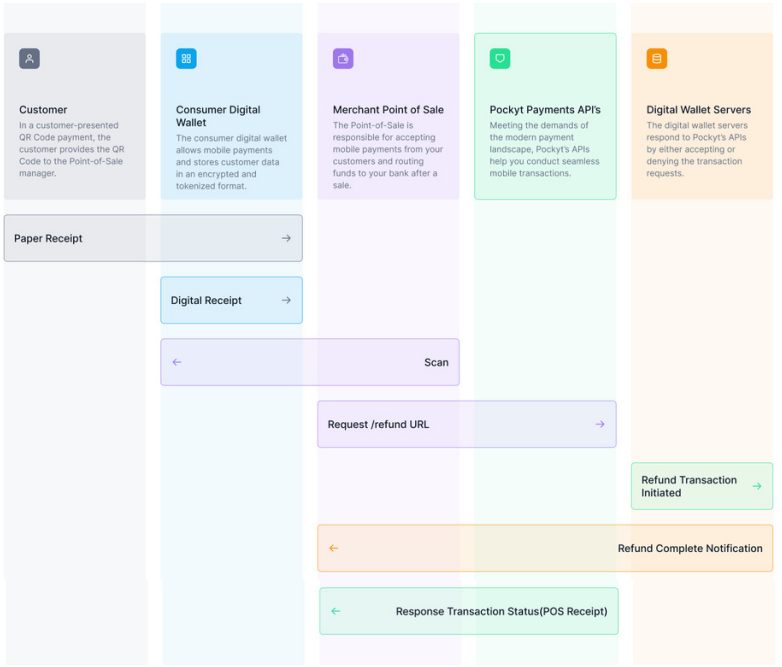 Customer
In a customer-presented
QR Code payment, the
customer provides the QR
Code to the Point-of-Sale
manager.
Consumer Digital
Wallet
The consumer digital wallet
allows mobile payments
and stores customer data
in an encrypted and
tokenized format.
Merchant Point of Sale
The Point-of-Sale is
responsible for accepting
mobile payments from your
customers and routing
funds to your bank after a
sale.
Pockyt Payments API's
Meeting the demands of
the modern payment
landscape, Pockyt's APIs
help you conduct seamless
mobile transactions.
Digital Wallet Servers
The digital wallet servers
respond to Pockyt's APIs
by either accepting or
denying the transaction
requests.
Paper Receipt
Digital Receipt
Scan
Request /refund URL
Refund Transaction
Initiated
Refund Complete Notification
Response Transaction Status(POS Receipt)